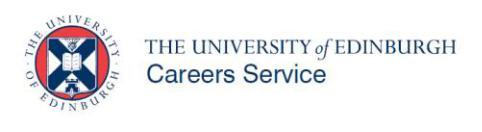 THE UNIVERSITY OF EDINBURGH
THE UNIVERSITY of EDINBURGH
Careers Service